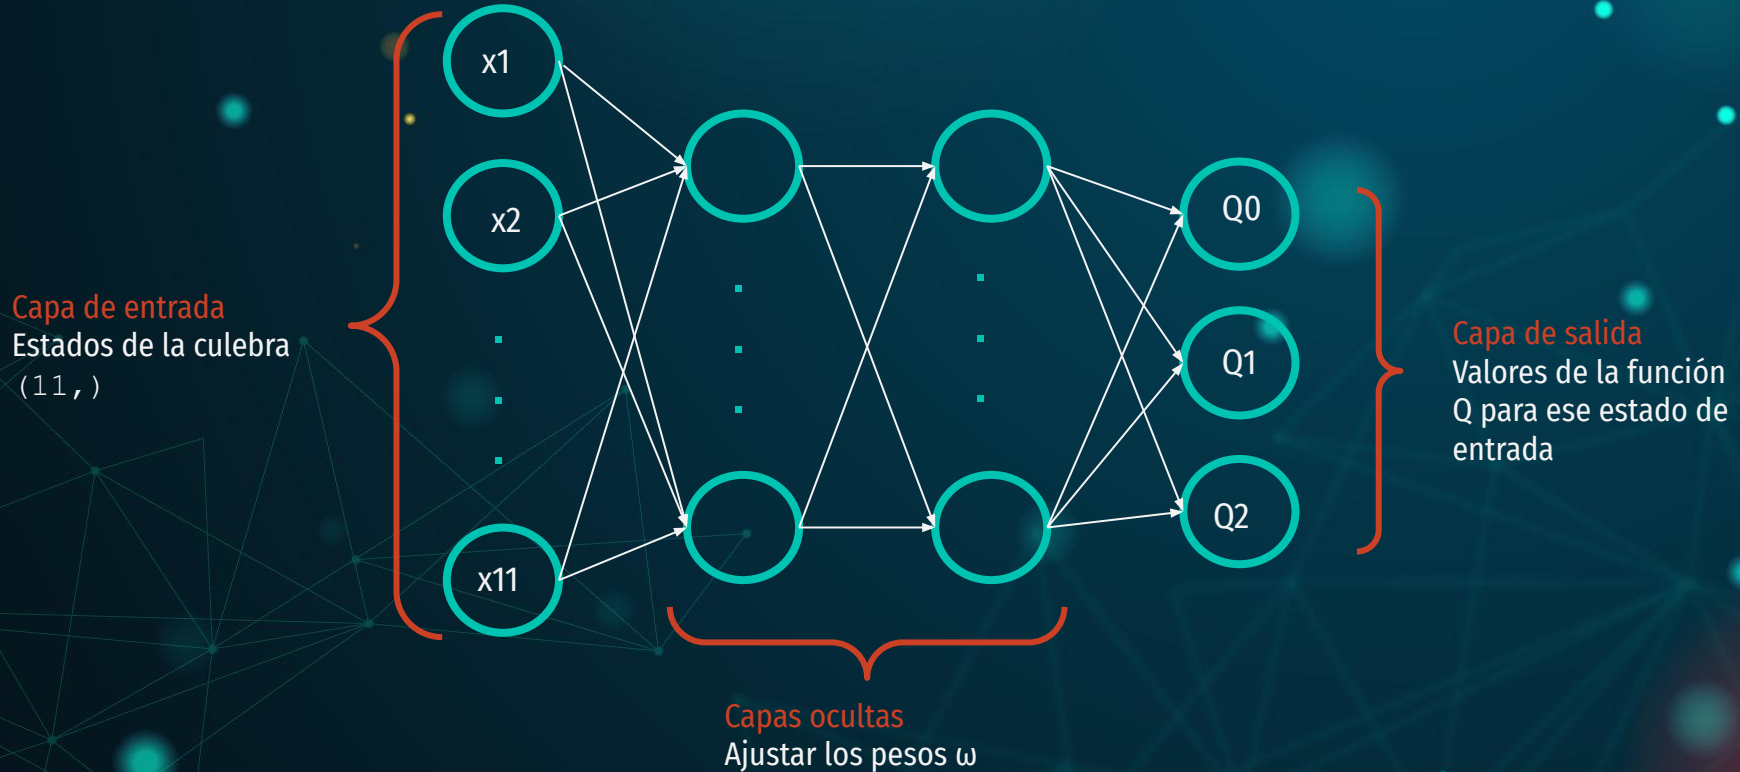 x1
x2
x11
Q0
Q1
Q2
Capa de entrada
Estados de la culebra
(11,)
Capas ocultas
Ajustar los pesos ω
Capa de salida
Valores de la función
Q para ese estado de
entrada